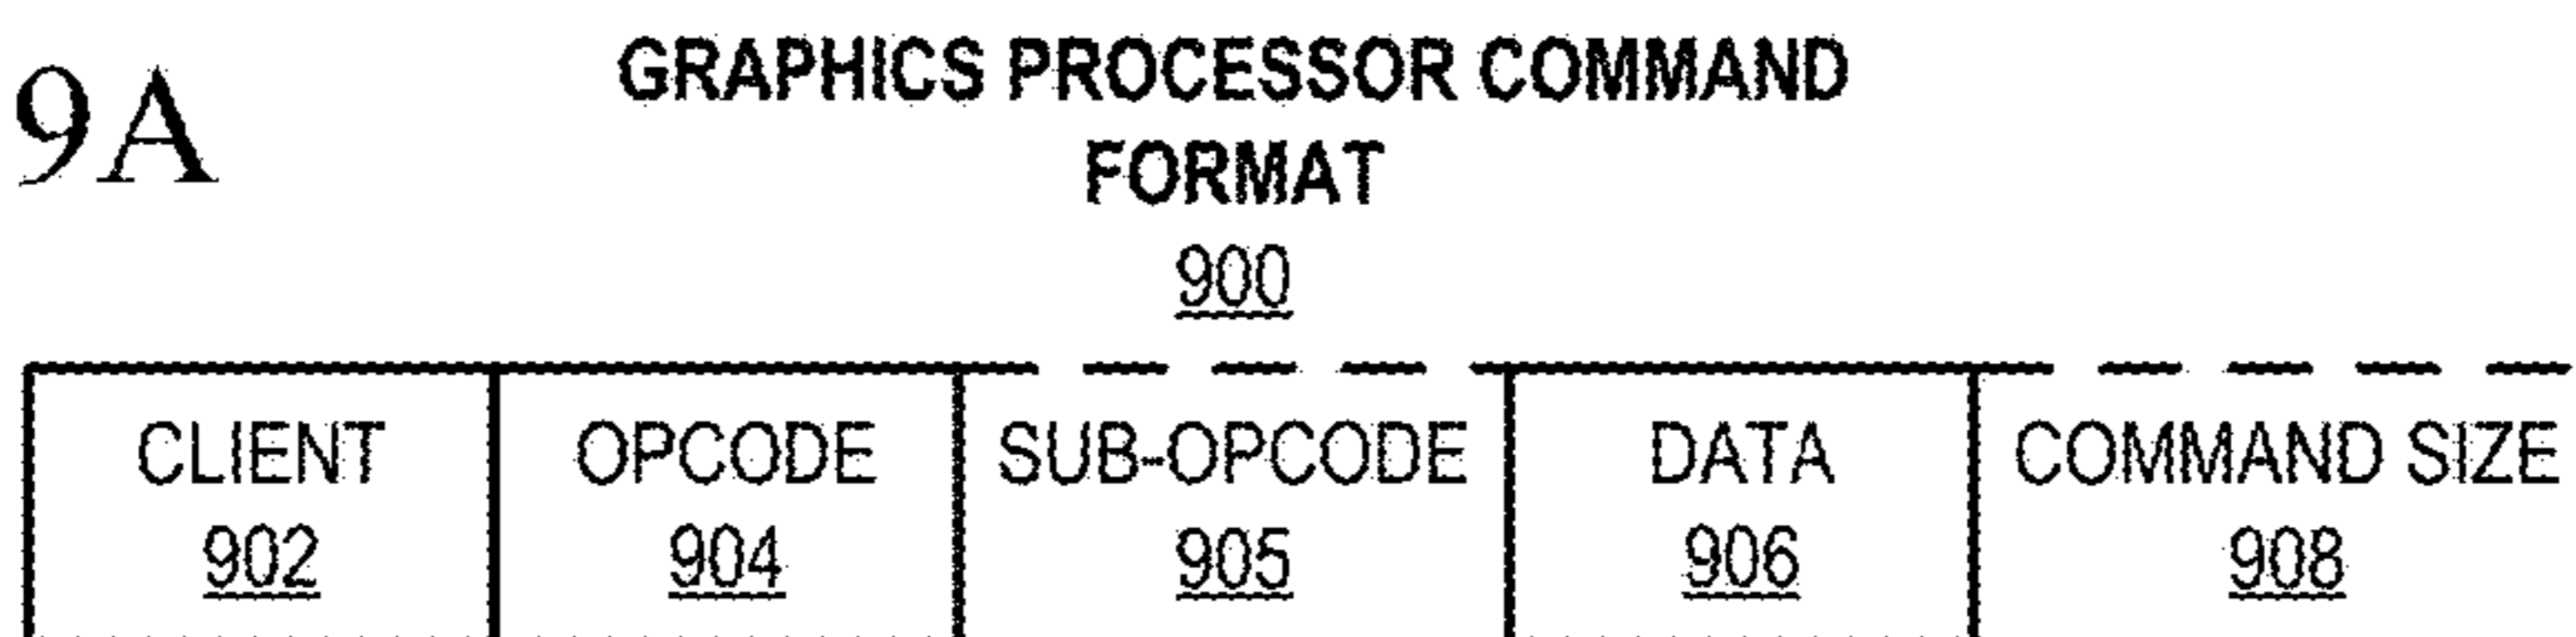 9A
GRAPHICS PROCESSOR COMMAND
FORMAT
900
CLIENT OPCODE SUB-OPCODE DATA COMMAND SIZE
902 904 905 906 908